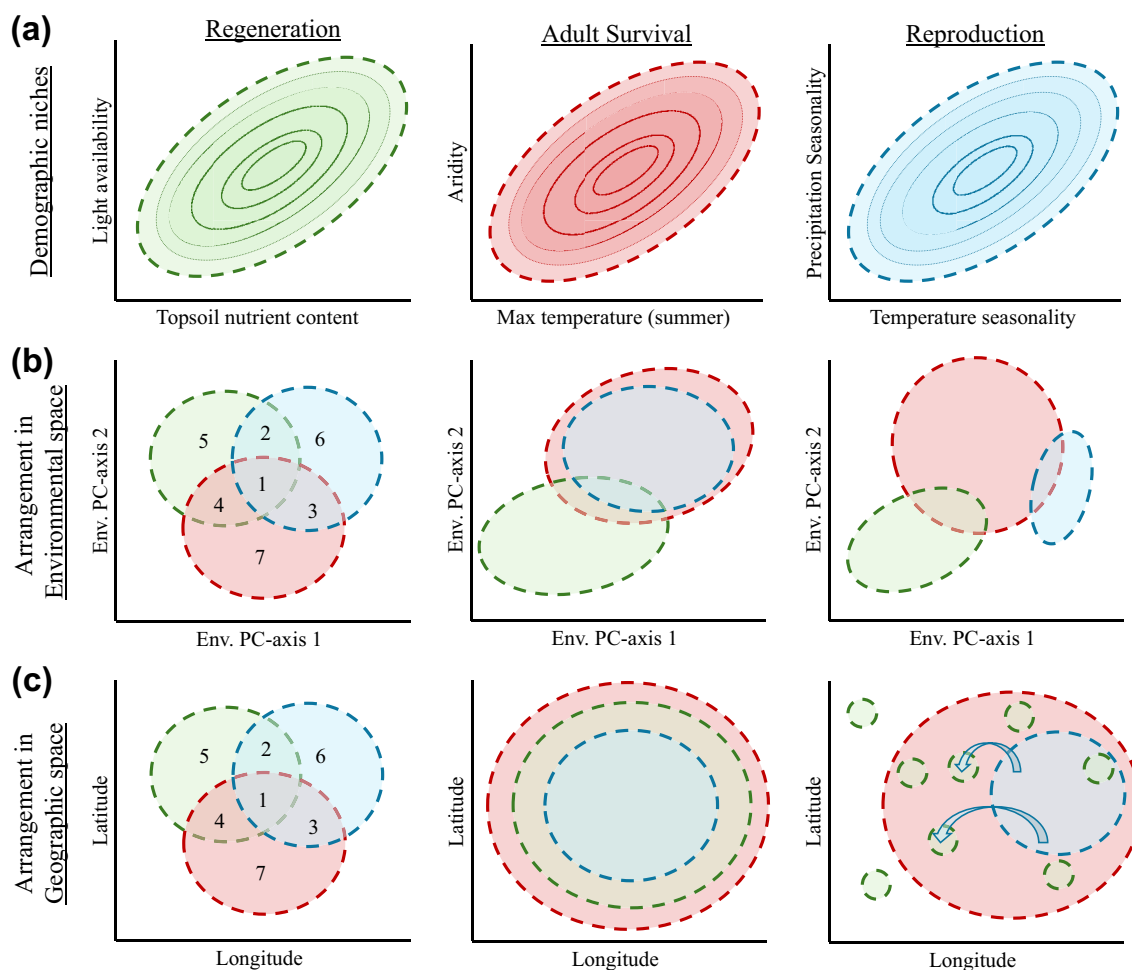 (a)
Regeneration
Adult Survival
Reproduction
Demographic niches
Light availability
Topsoil nutrient content
Aridity
Max temperature (summer)
Precipitation Seasonality
Temperature seasonality
(b)
Arrangement in
Environmental space
Env. PC-axis 2
5
2
6
1
4
3
7
Env. PC-axis 1
Env. PC-axis 2
Env. PC-axis 1
Env. PC-axis 2
Env. PC-axis 1
(c)
Arrangement in
Geographic space
Latitude
5
2
6
1
4
3
7
Longitude
Latitude
Longitude
Latitude
Longitude